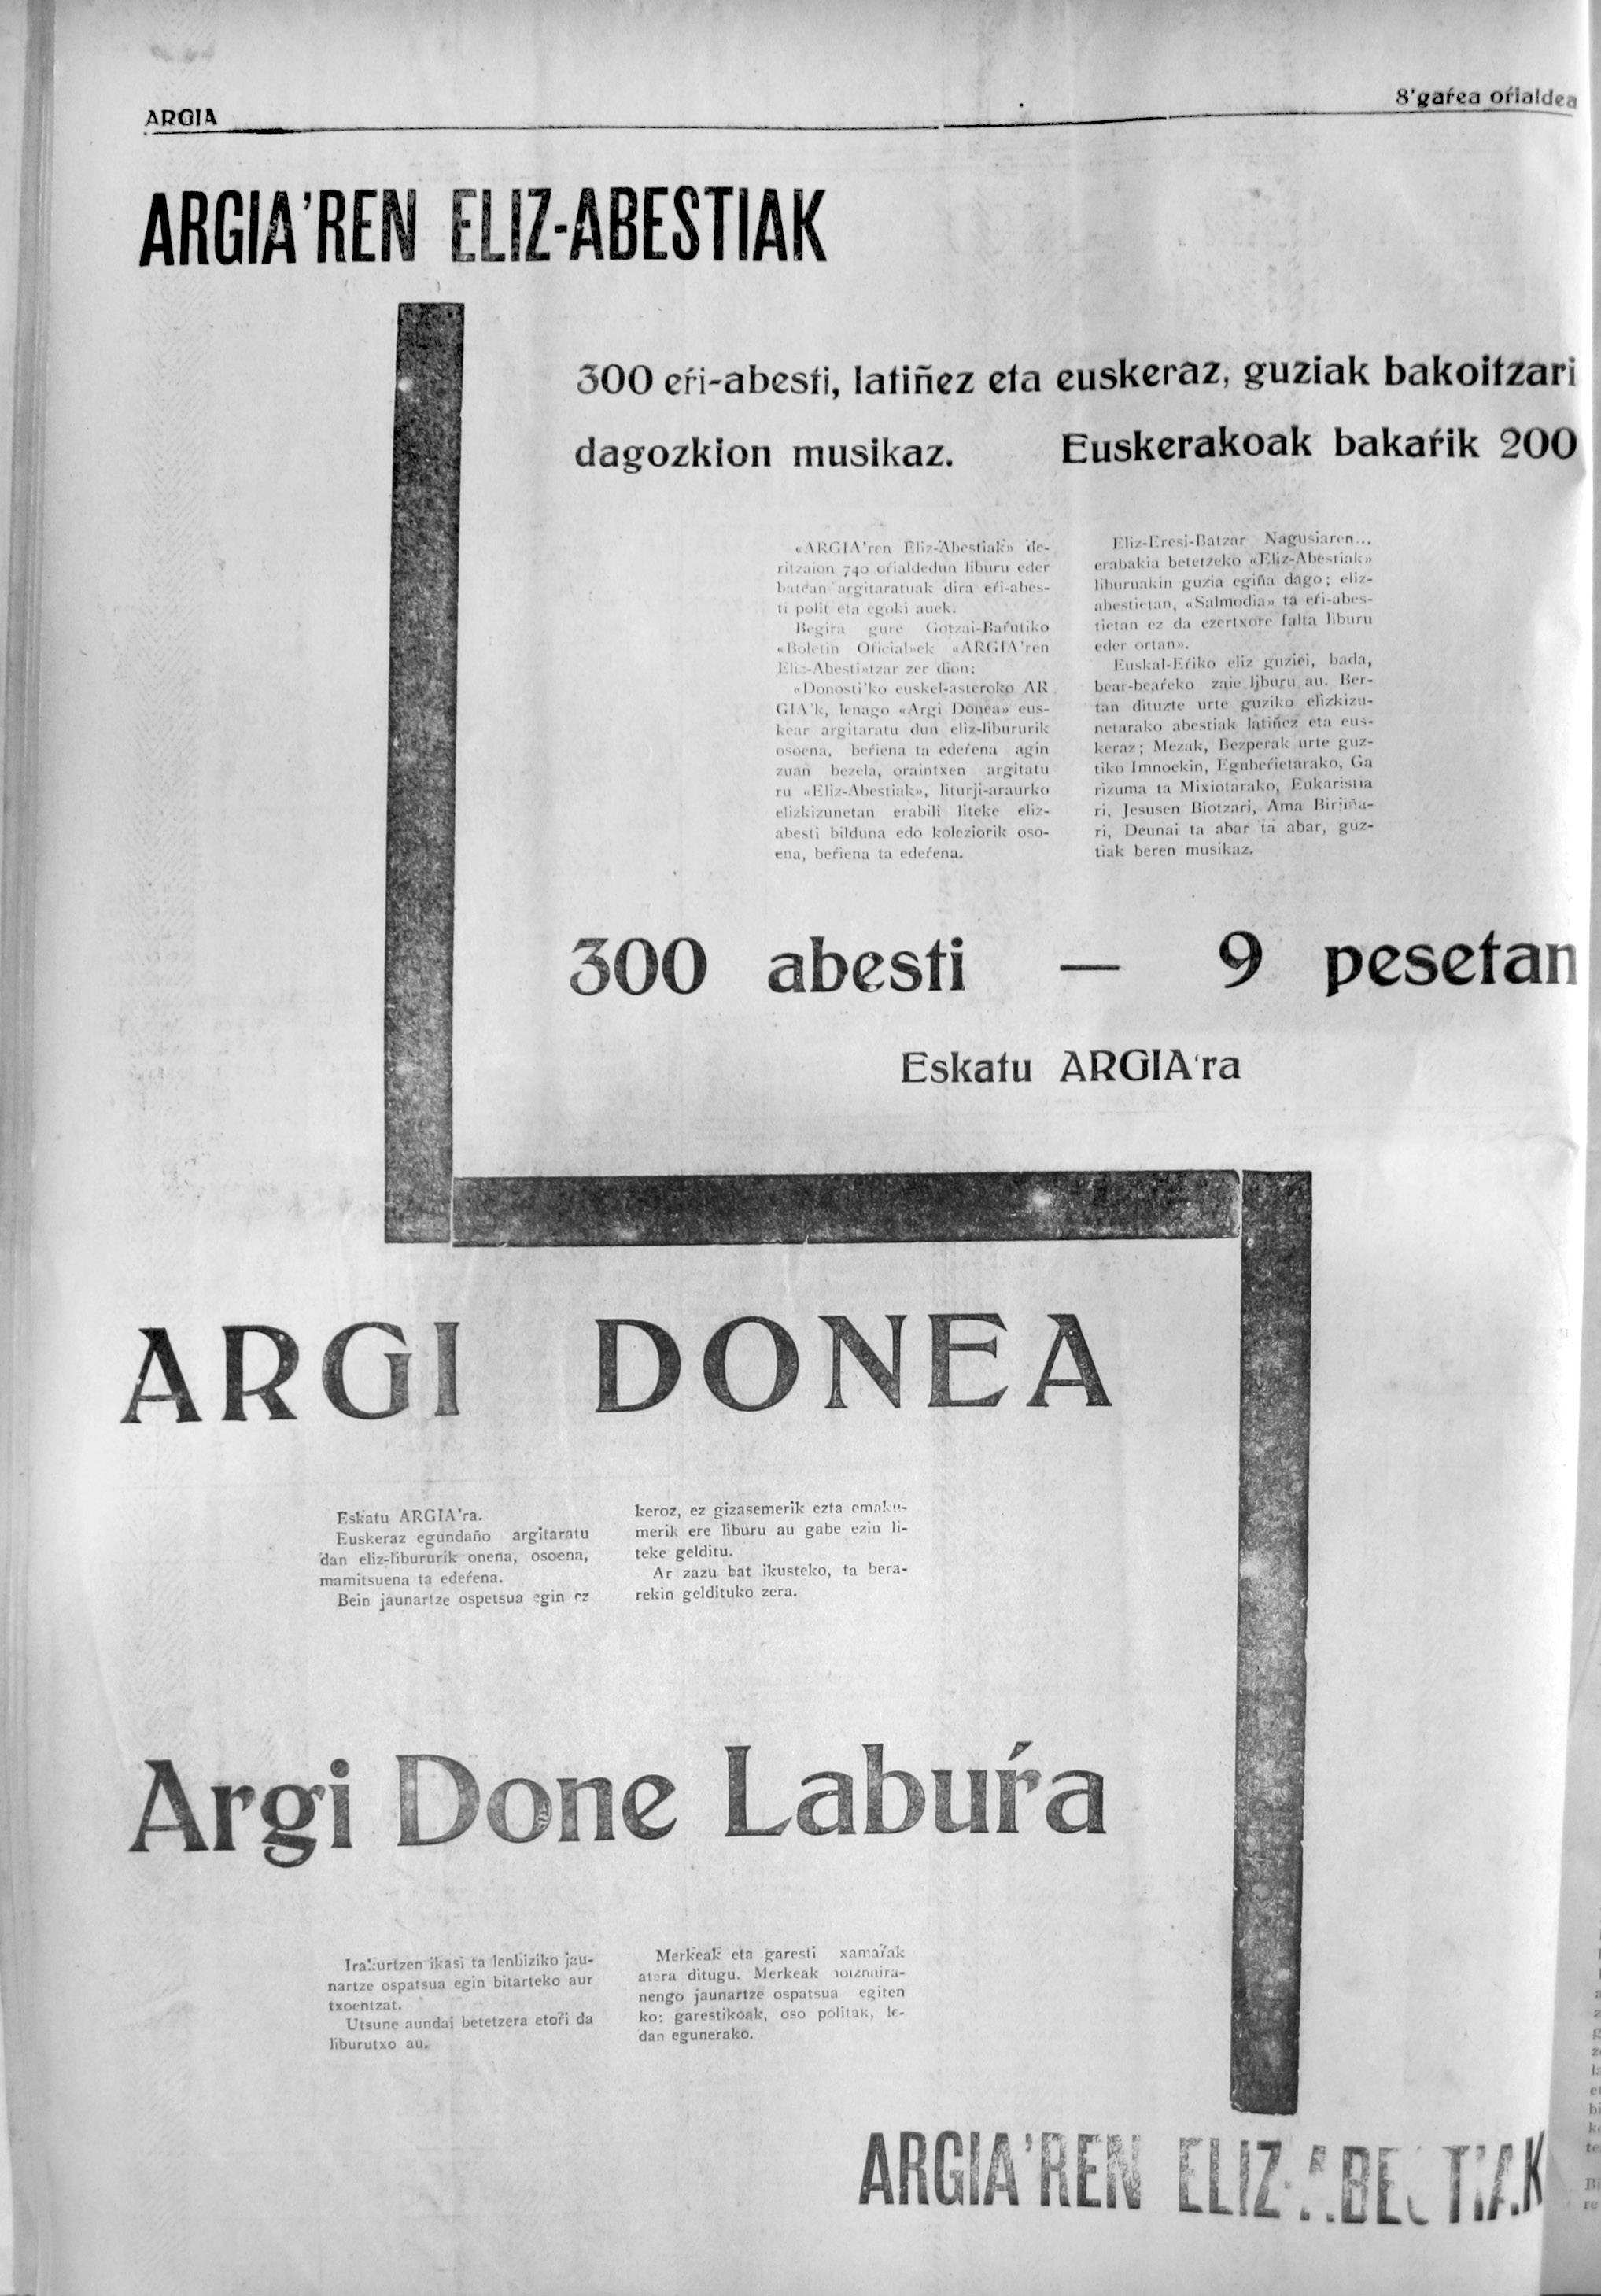 ARGIA
8'gaŕea oŕialdea
ARGIA'REN ELIZ-ABESTIAK
300 eŕi-abesti, latiñez eta euskeraz, guziak bakoitzari
dagozkion musikaz. Euskerakoak bakaŕik 200
«ARGIA'ren Eliz-Abestiak» de-
ritzaion 740 oŕialdedun liburu eder
batean argitaratuak dira eŕi-abes-
ti polit eta egoki auek.
Begira gure Gotzai-Baŕutiko
«Boletin Oficial»ek «ARGIA'ren
Eliz-Abesti»tzar zer dion:
«Donosti'ko euskel-asteroko AR
GIA'k, lenago «Argi Donea» eus-
kear argitaratu dun eliz-liburúrik
osoena, beŕiena ta edeŕena agin
zuan bezela, oraintxen argitatu
ru «Eliz-Abestiak», liturji-araurko
elizkizunetan erabili liteke eliz-
abesti bilduna edo koleziorik oso-
ena, beŕiena ta edeŕena.
Eliz-Eresi-Batzar Nagusiaren...
erabakia betetzeko «Eliz-Abestiak»
liburuakin guzia egiña dago; eliz-
abestietan, «Salmodia» ta eŕi-abes-
tietan ez da ezertxore falta liburu
eder ortan».
Euskal-Eŕiko eliz guziei, bada,
bear-beaŕeko zaie liburu au. Ber-
tan dituzte urte guziko elizkizu-
netarako abestiak latiñez eta eus-
keraz; Mezak, Bezperak urte guz-
tiko Imnoekin, Eguberietarako, Ga
rizuma ta Mixiotarako, Eukaristia
ri, Jesusen Biotzari, Ama Birjiña-
ri, Deunai ta abar ta abar, guz-
tiak beren musikaz.
300 abesti — 9 pesetan
Eskatu ARGIA'ra
ARGI DONEA
Eskatu ARGIA'ra.
Euskeraz egundaño argitaratu
dan eliz-liburúrik onena, osoena,
mamitsuena ta edeŕena.
Bein jaunartze ospetsua egin ez
keroz, ez gizasemerik ezta emaku-
merik ere liburu au gabe ezin li-
teke gelditu.
Ar zazu bat ikusteko, ta bera-
rekin geldituko zera.
Argi Done Labuŕa
Irakurtzen ikasi ta lenbiziko jau-
nartze ospatsua egin bitarteko aur
txoentzat.
Utsune aundai betetzera etoŕi da
liburutxo au.
Merkeak eta garesti xamaŕak
atera ditugu. Merkeak
nengo jaunartze ospatsua egiten
ko; garestikoak, oso politak, le-
dan egunerako.
ARGIA'REN ELIZ-ABESTIAK